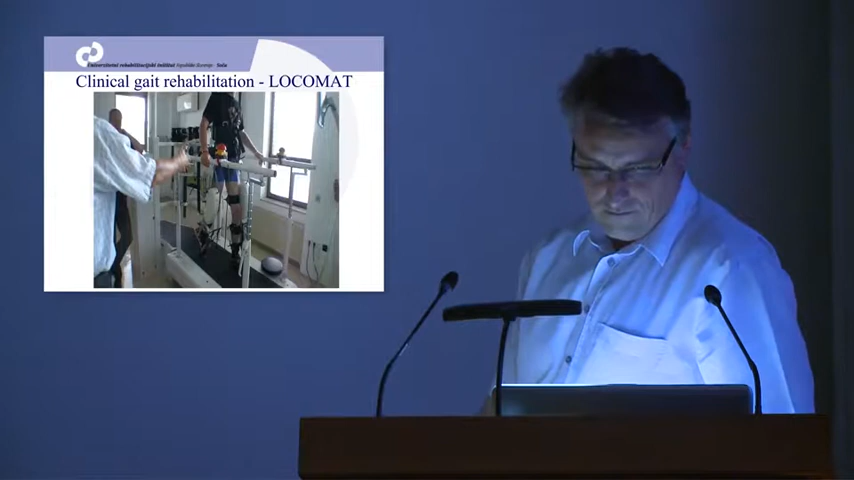 Univerzitetni rehabilitacijski inštitut Republike Slovenije - Soča
Clinical gait rehabilitation - LOCOMAT